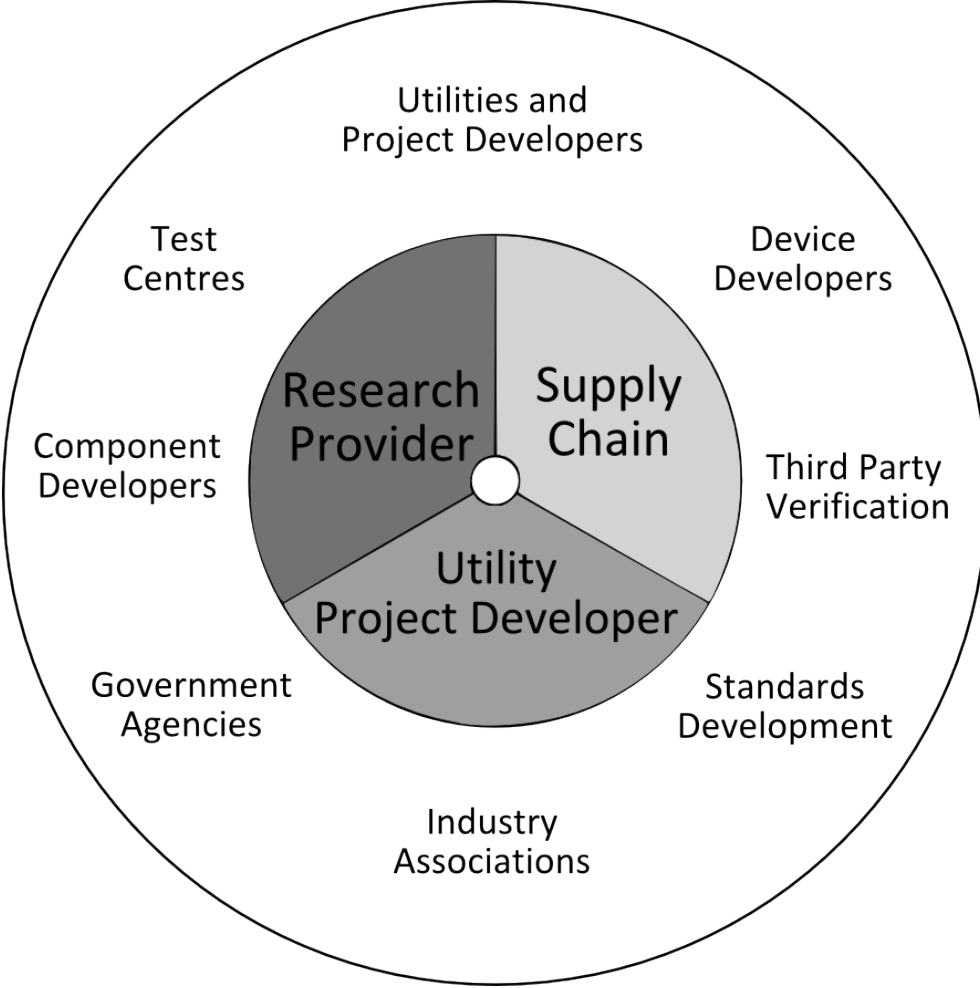 Utilities and
Project Developers
Test
Centres
Device
Developers
Research
Provider
Supply
Chain
Component
Developers
Third Party
Verification
Utility
Project Developer
Government
Agencies
Standards
Development
Industry
Associations